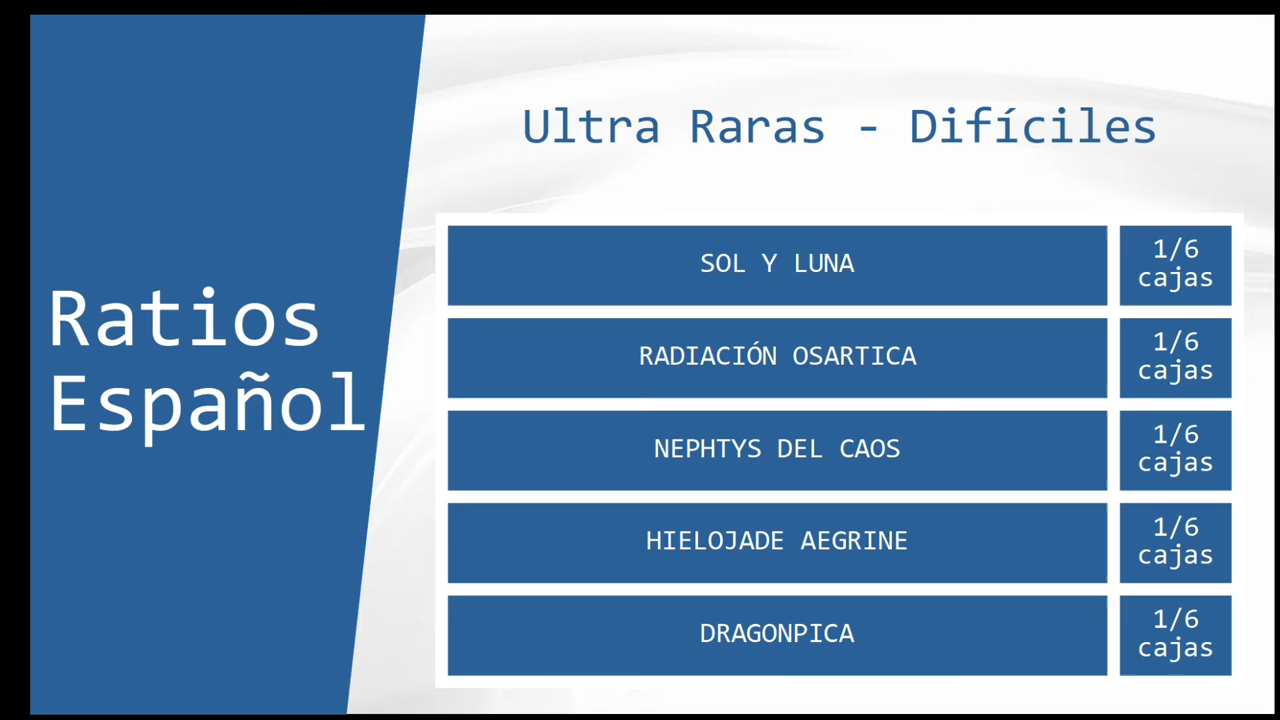 Ratios
Español
Ultra Raras - Difíciles
SOL Y LUNA
1/6
cajas
RADIACIÓN OSARTICA
1/6
cajas
NEPHTYS DEL CAOS
1/6
cajas
HIELOJADE AEGRINE
1/6
cajas
DRAGONPICA
1/6
cajas